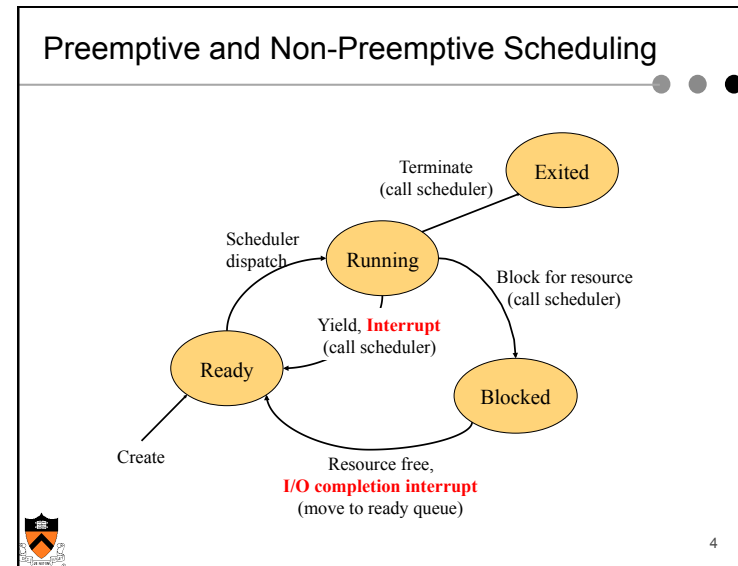 Preemptive and Non-Preemptive Scheduling
Terminate
(call scheduler)
Exited
Scheduler
dispatch
Running
Block for resource
(call scheduler)
Yield, Interrupt
(call scheduler)
Ready
Blocked
Create
Resource free,
I/O completion interrupt
(move to ready queue)
4